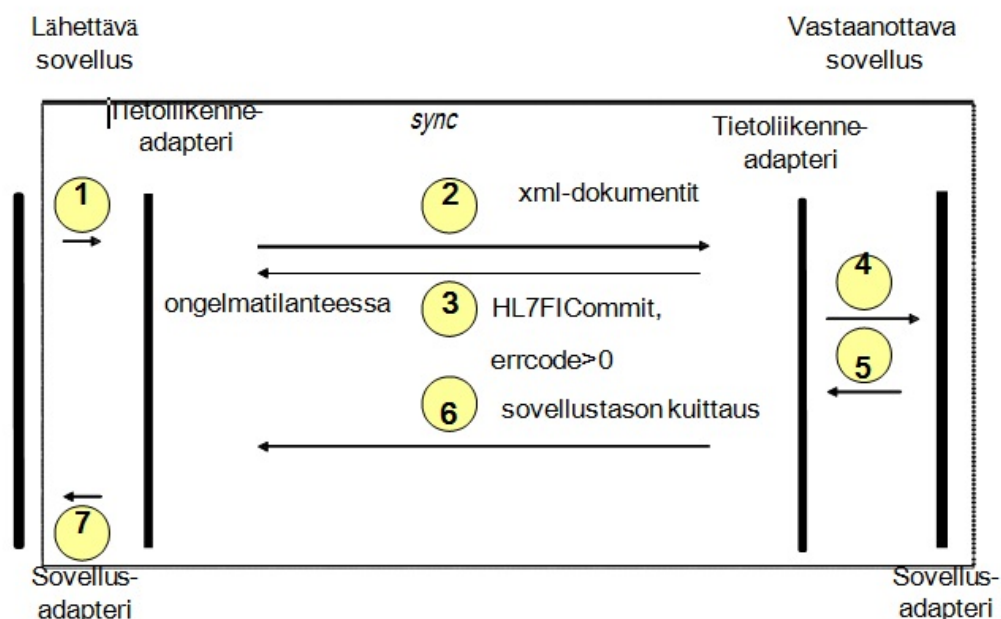 Lähettävä
sovellus
Vastaanottava
sovellus
Tietoliikenne-
adapteri
sync
Tietoliikenne-
adapteri
1
2
xml-dokumentit
4
ongelmatilanteessa
3
HL7FICommit,
errcode>0
5
6
sovellustason kuittaus
7
Sovellus-
adapteri
Sovellus-
adapteri